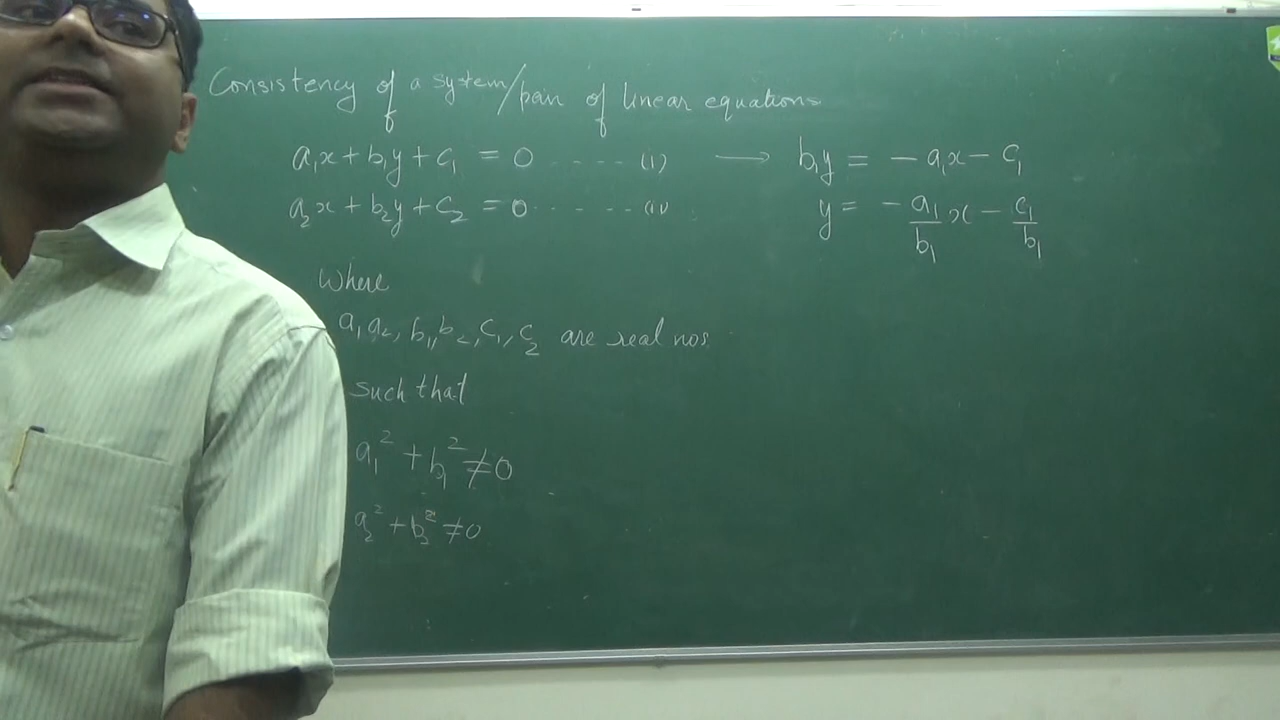 Consistency of a system/pair of linear equations
a₁x + b₁y + c₁ = 0 ..... (i) → b₁y = − a₁x − c₁
a₂x + b₂y + c₂ = 0 ...... (ii) y = − a₁/b₁ x − c₁/b₁
Where
a₁, a₂, b₁, b₂, c₁, c₂ are real nos.
such that
a₁² + b₁² ≠ 0
a₂² + b₂² ≠ 0